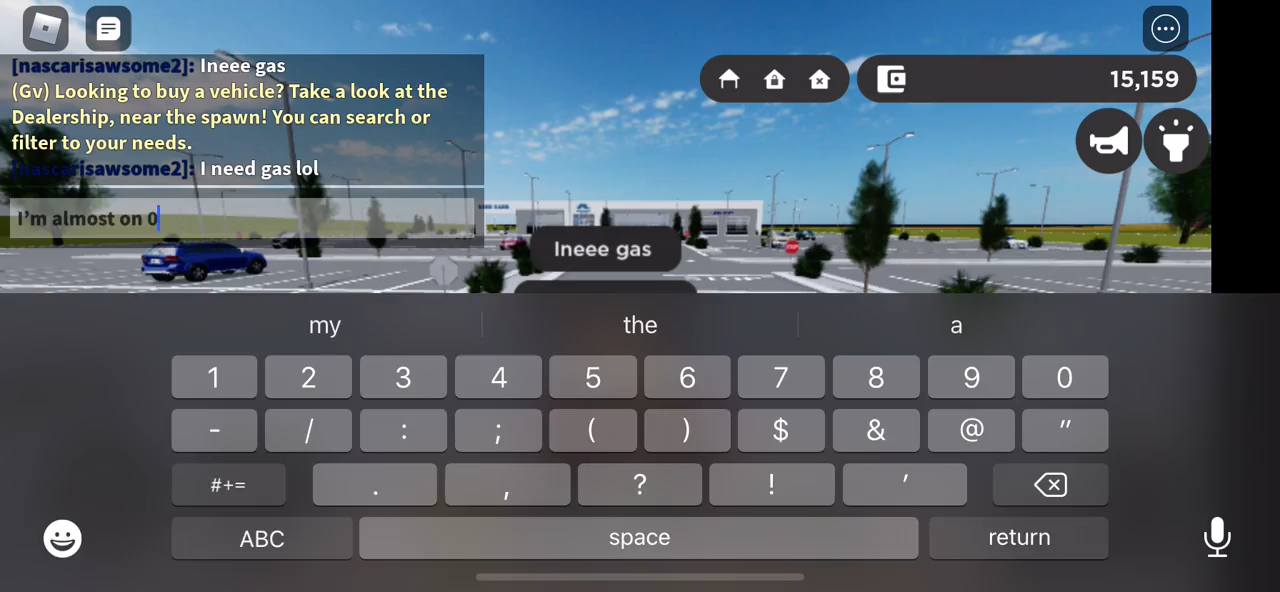 [nascarisawsome2]: Ineee gas
(Gv) Looking to buy a vehicle? Take a look at the
Dealership, near the spawn! You can search or
filter to your needs.
[nascarisawsome2]: I need gas lol
I'm almost on 0
15,159
STOP
Ineee gas
my the a
1 2 3 4 5 6 7 8 9 0
- / : ; ( ) $ & @ "
#+= . , ? ! '
ABC space return